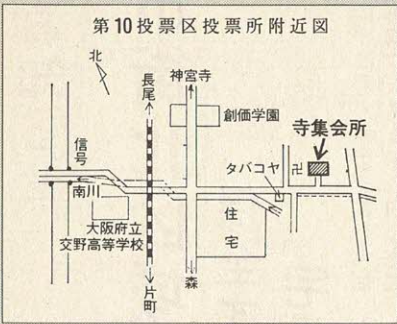 第10投票区投票所附近図
北
長尾
神宮寺
創価学園
寺集会所
信号
タバコヤ
卍
南川
大阪府立
交野高等学校
住宅
片町
森